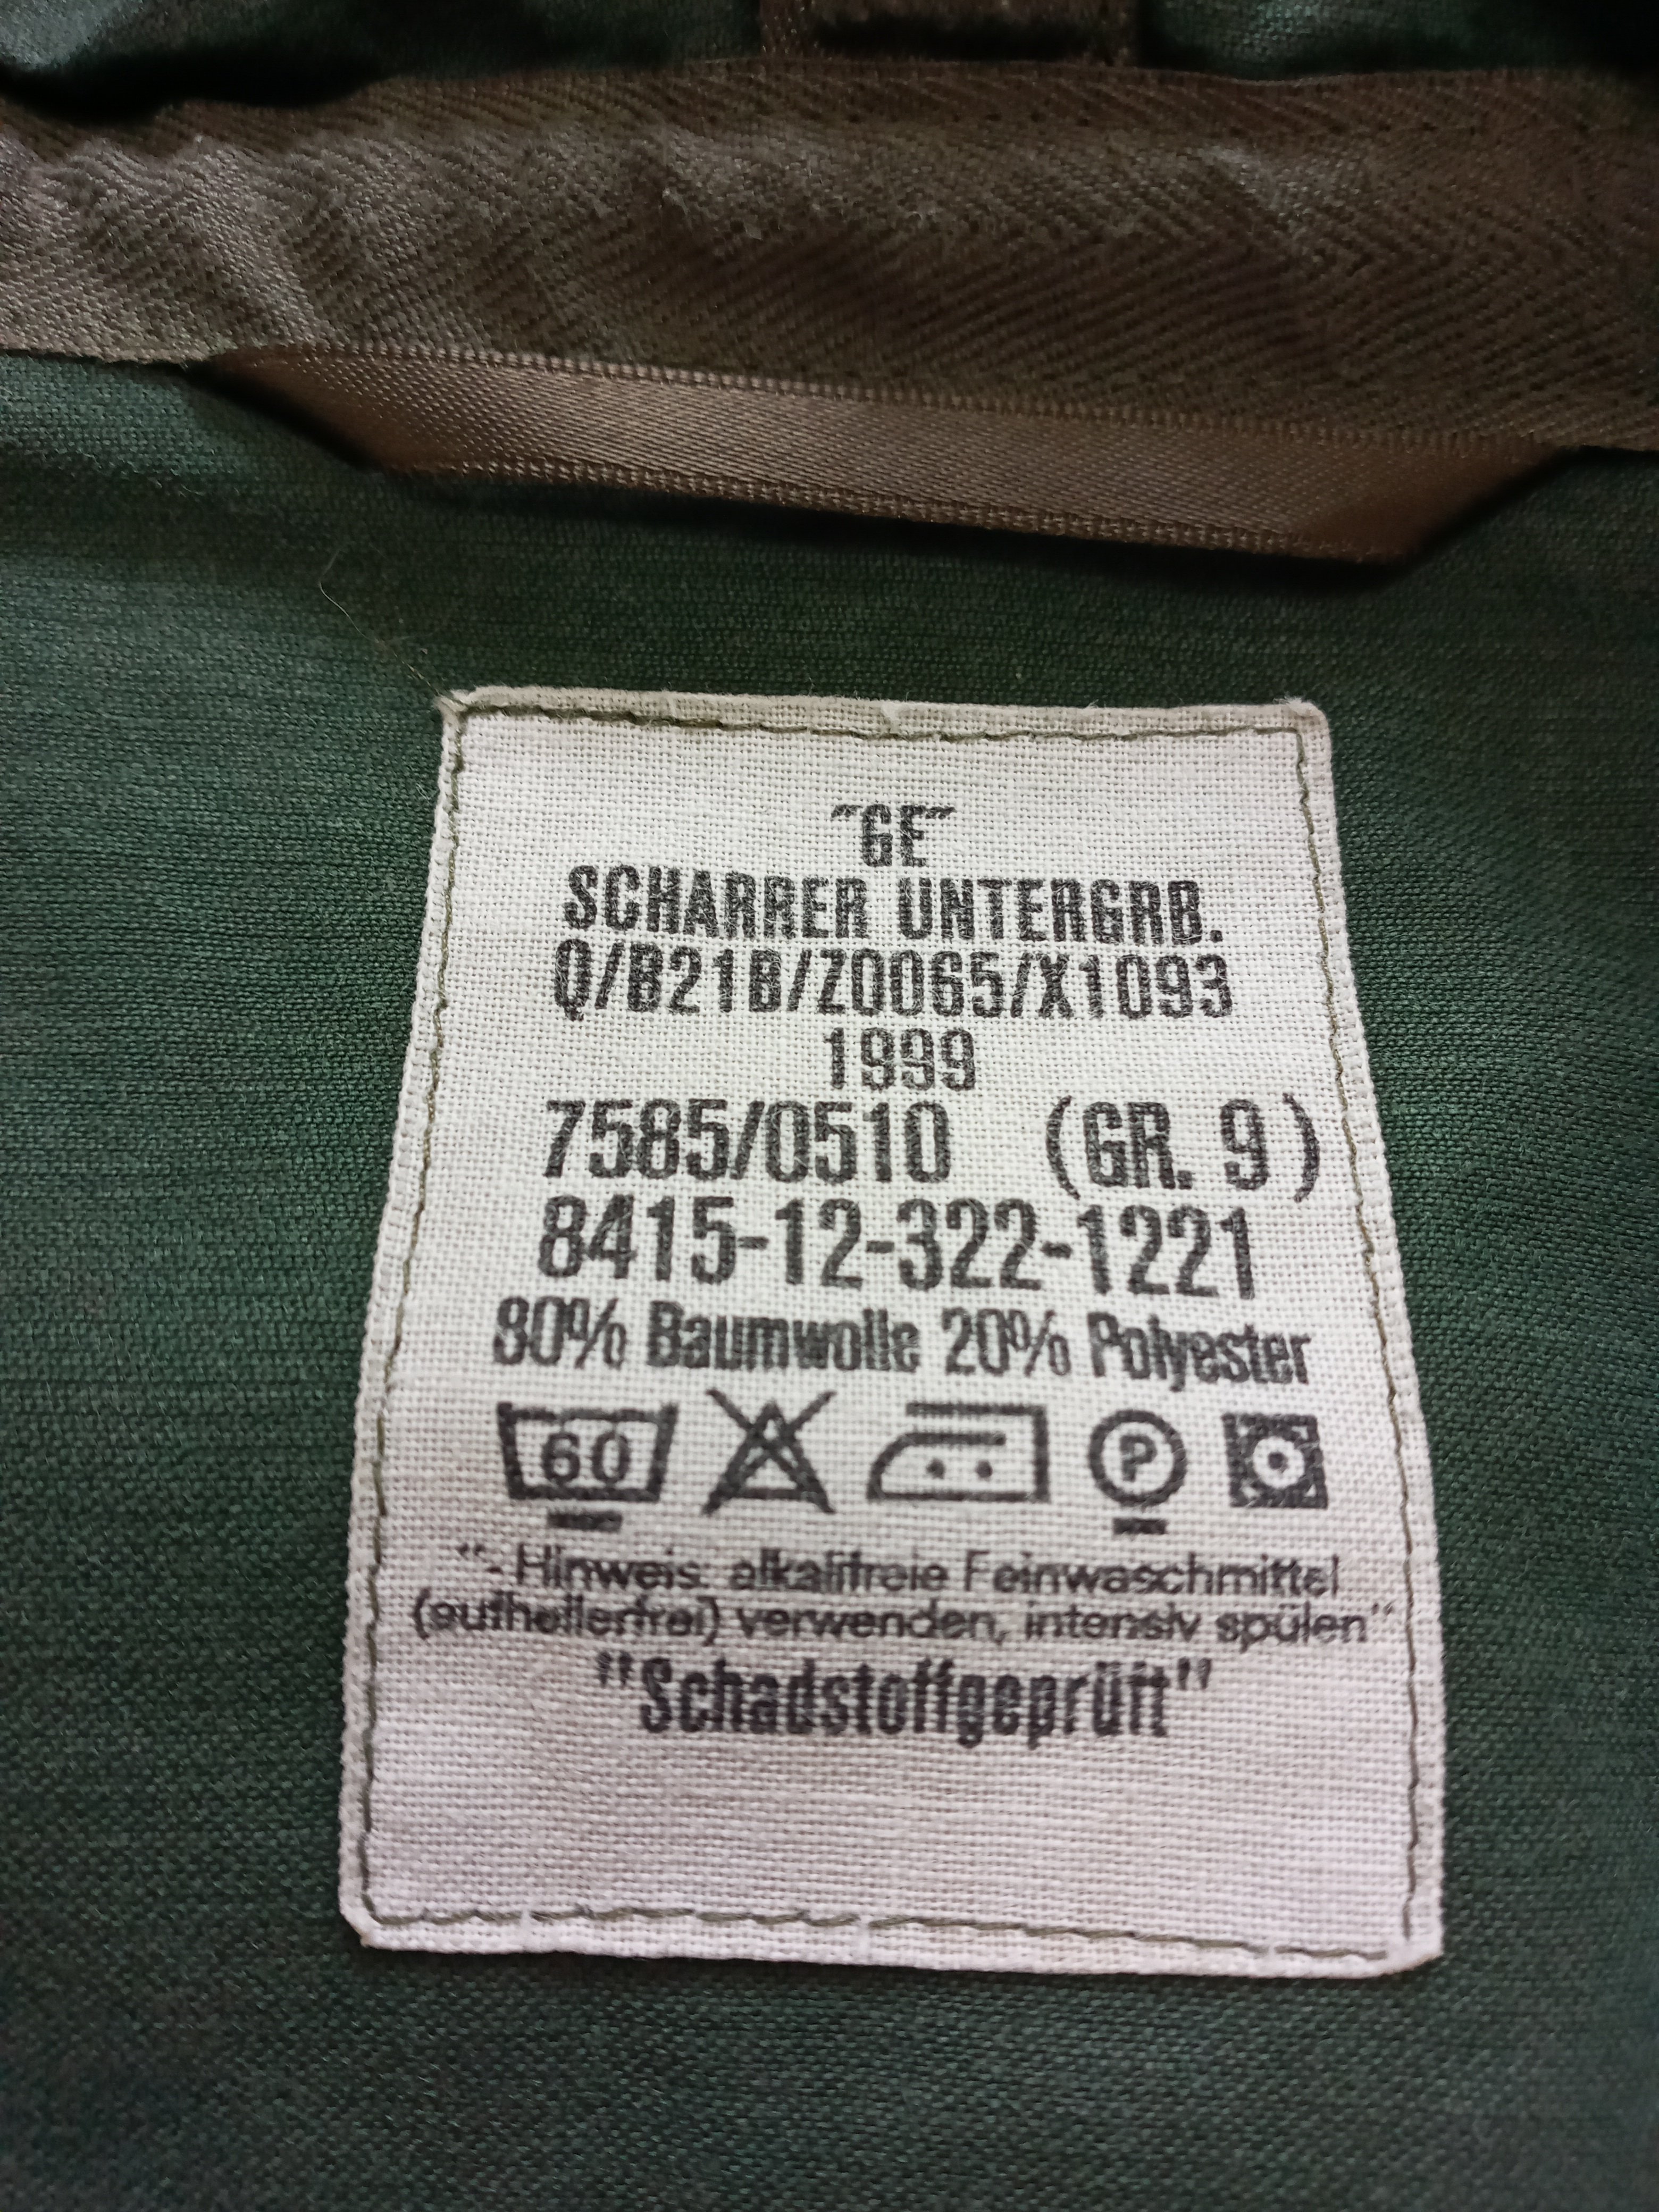 "GE"
SCHARRER UNTERGRB.
Q/B21B/Z0065/X1093
1999
7585/0510 (GR. 9)
8415-12-322-1221
80% Baumwolle 20% Polyester
60 P
"- Hinweis: alkalifreie Feinwaschmittel
(aufhellerfrei) verwenden, intensiv spülen"
"Schadstoffgeprüft"